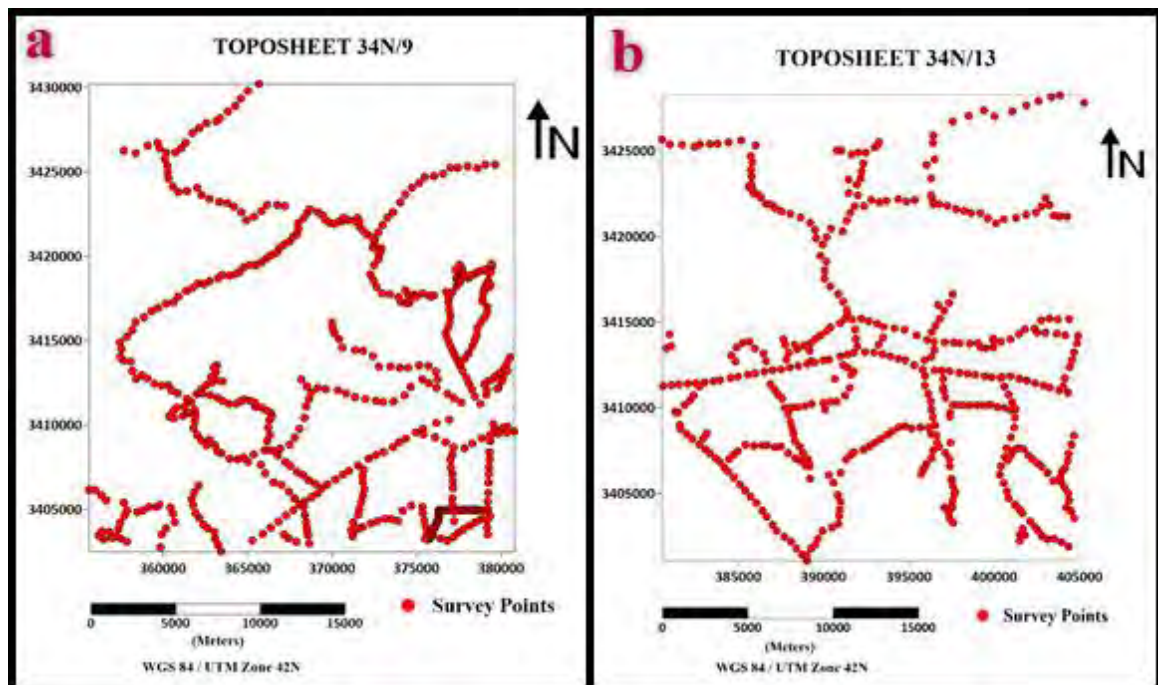 a
TOPOSHEET 34N/9
N
3430000
3425000
3420000
3415000
3410000
3405000
360000 365000 370000 375000 380000
0 5000 10000 15000
(Meters)
Survey Points
WGS 84 / UTM Zone 42N
b
TOPOSHEET 34N/13
N
3425000
3420000
3415000
3410000
3405000
385000 390000 395000 400000 405000
0 5000 10000 15000
(Meters)
Survey Points
WGS 84 / UTM Zone 42N